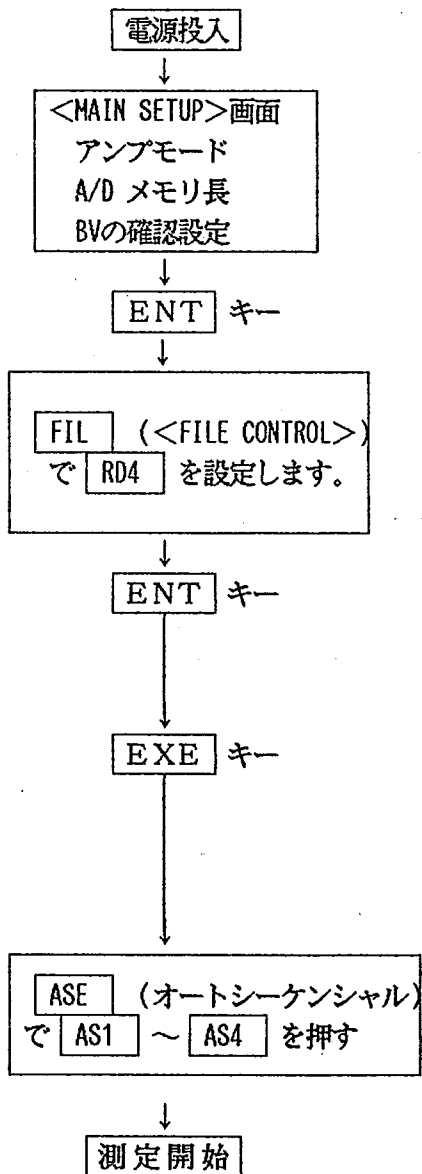 電源投入
<MAIN SETUP>画面
アンプモード
A/D メモリ長
BVの確認設定
ENT キー
FIL (<FILE CONTROL>)
で RD4 を設定します。
ENT キー
EXE キー
ASE (オートシーケンシャル)
で AS1 ～ AS4 を押す
測定開始